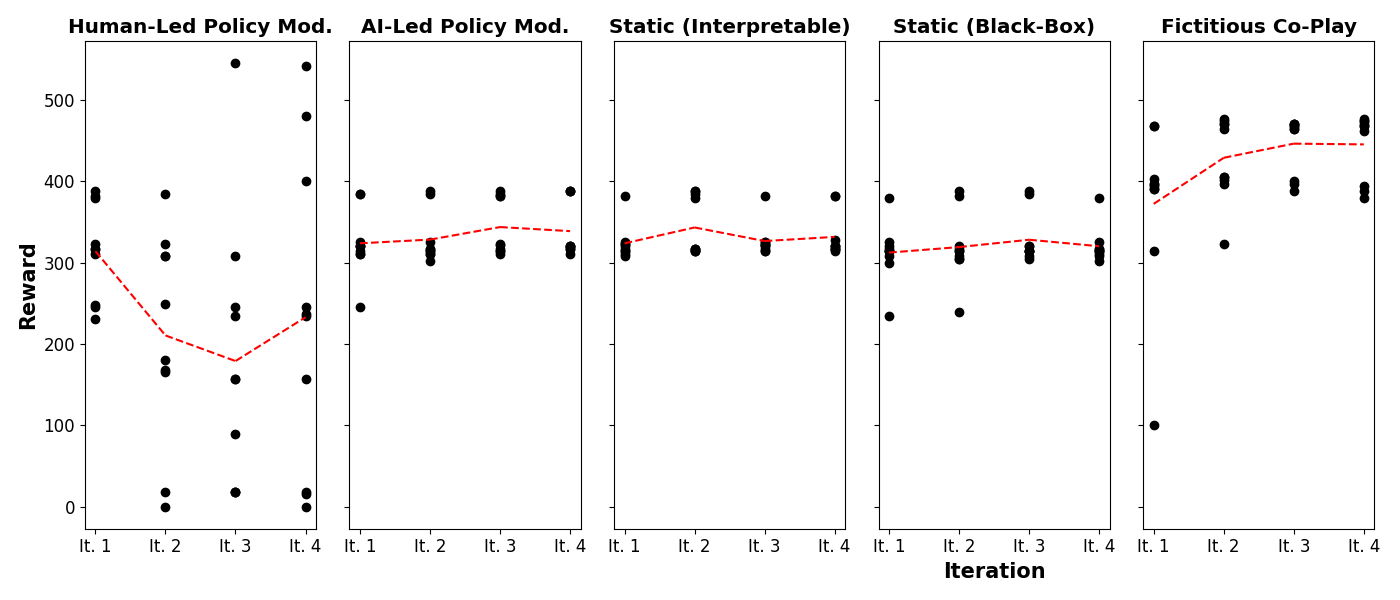 Human-Led Policy Mod.
AI-Led Policy Mod.
Static (Interpretable)
Static (Black-Box)
Fictitious Co-Play
Reward
500
400
300
200
100
0
It. 1 It. 2 It. 3 It. 4
It. 1 It. 2 It. 3 It. 4
It. 1 It. 2 It. 3 It. 4
It. 1 It. 2 It. 3 It. 4
It. 1 It. 2 It. 3 It. 4
Iteration